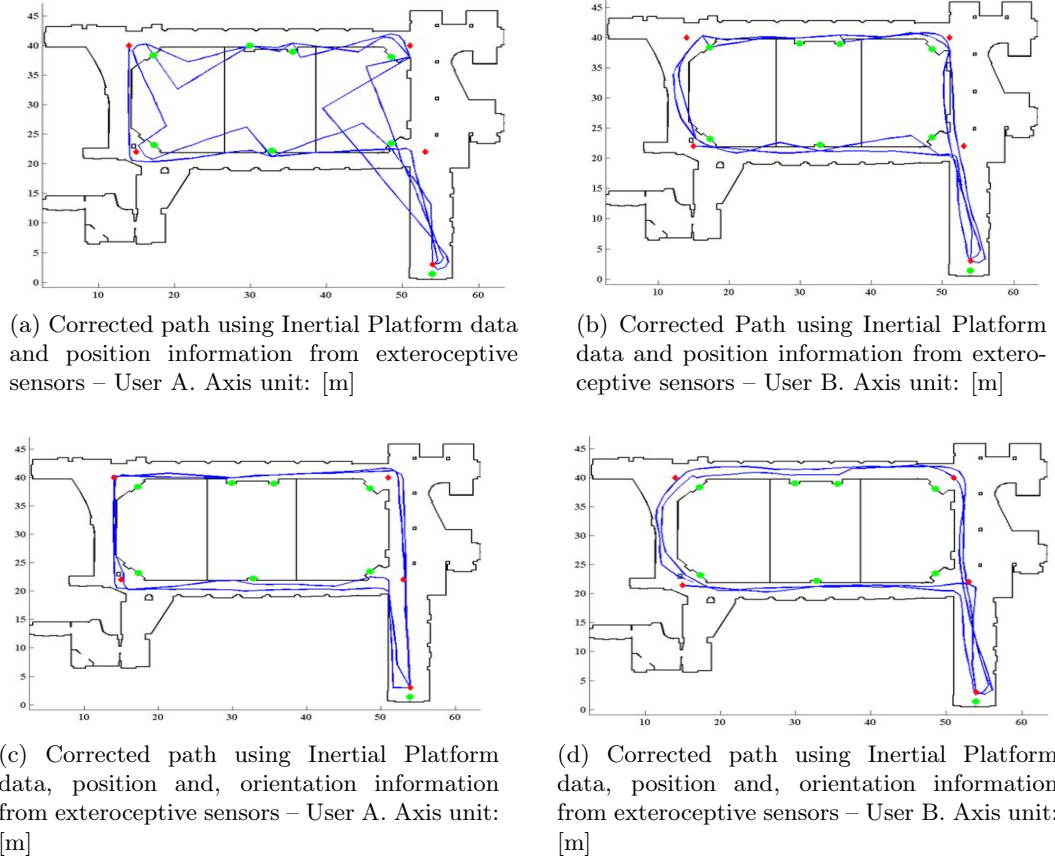 45
40
35
30
25
20
15
10
5
0
10 20 30 40 50 60
(a) Corrected path using Inertial Platform data
and position information from exteroceptive
sensors – User A. Axis unit: [m]
45
40
35
30
25
20
15
10
5
0
10 20 30 40 50 60
(b) Corrected Path using Inertial Platform
data and position information from extero-
ceptive sensors – User B. Axis unit: [m]
45
40
35
30
25
20
15
10
5
0
10 20 30 40 50 60
(c) Corrected path using Inertial Platform
data, position and, orientation information
from exteroceptive sensors – User A. Axis unit:
[m]
45
40
35
30
25
20
15
10
5
0
10 20 30 40 50 60
(d) Corrected path using Inertial Platform
data, position and, orientation information
from exteroceptive sensors – User B. Axis unit:
[m]